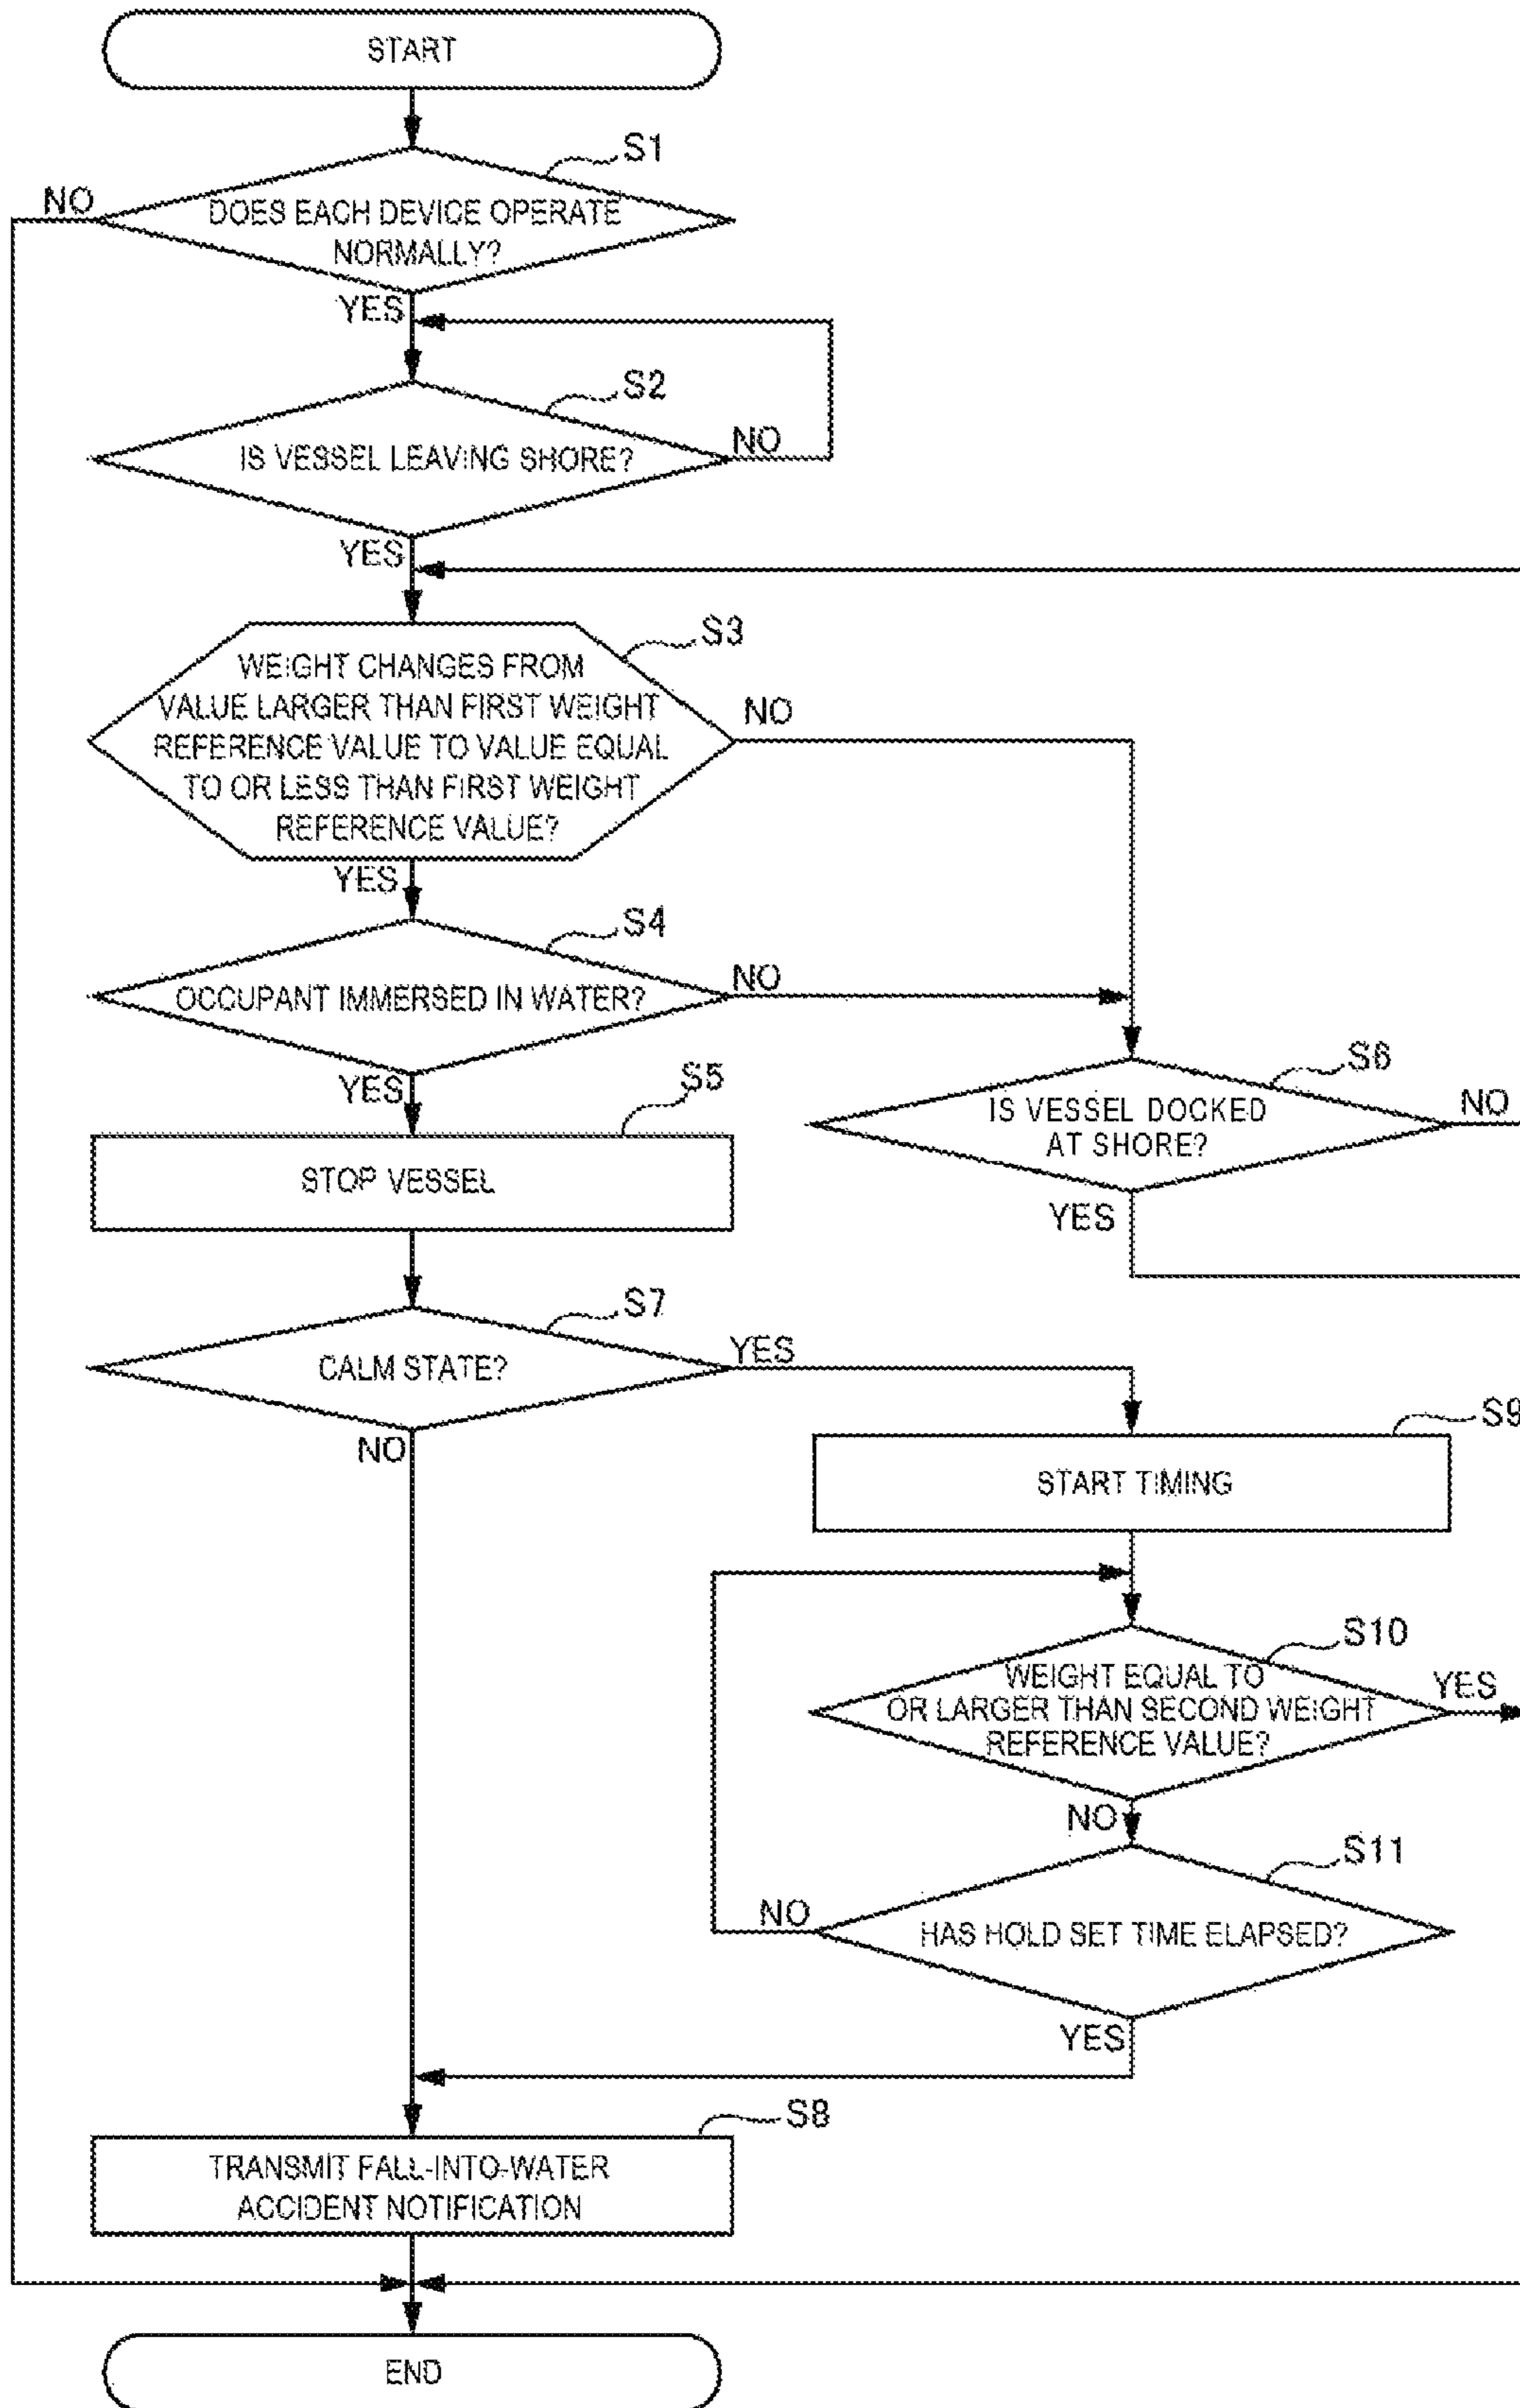 START
S1
NO
DOES EACH DEVICE OPERATE
NORMALLY?
YES
S2
IS VESSEL LEAVING SHORE?
NO
YES
S3
WEIGHT CHANGES FROM
VALUE LARGER THAN FIRST WEIGHT
REFERENCE VALUE TO VALUE EQUAL
TO OR LESS THAN FIRST WEIGHT
REFERENCE VALUE?
NO
YES
S4
OCCUPANT IMMERSED IN WATER?
NO
YES
S5
STOP VESSEL
S6
IS VESSEL DOCKED
AT SHORE?
NO
YES
S7
CALM STATE?
YES
NO
S9
START TIMING
S10
WEIGHT EQUAL TO
OR LARGER THAN SECOND WEIGHT
REFERENCE VALUE?
YES
NO
S11
HAS HOLD SET TIME ELAPSED?
NO
YES
S8
TRANSMIT FALL-INTO-WATER
ACCIDENT NOTIFICATION
END